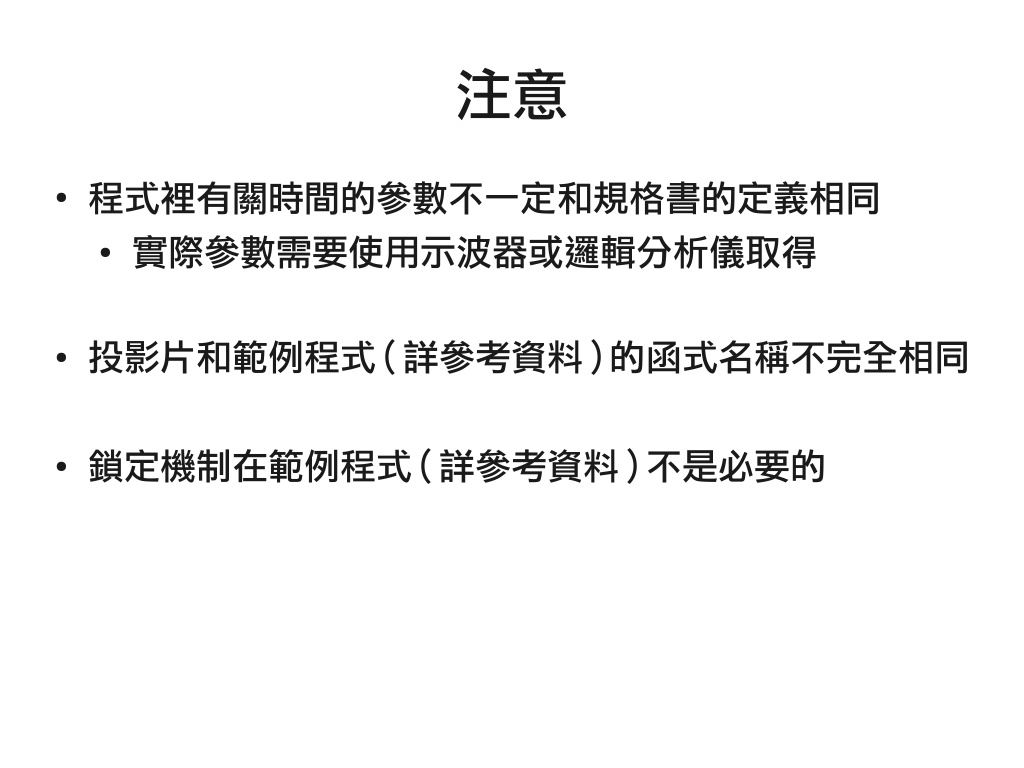 注意
• 程式裡有關時間的參數不一定和規格書的定義相同
• 實際參數需要使用示波器或邏輯分析儀取得
• 投影片和範例程式(詳參考資料)的函式名稱不完全相同
• 鎖定機制在範例程式(詳參考資料)不是必要的